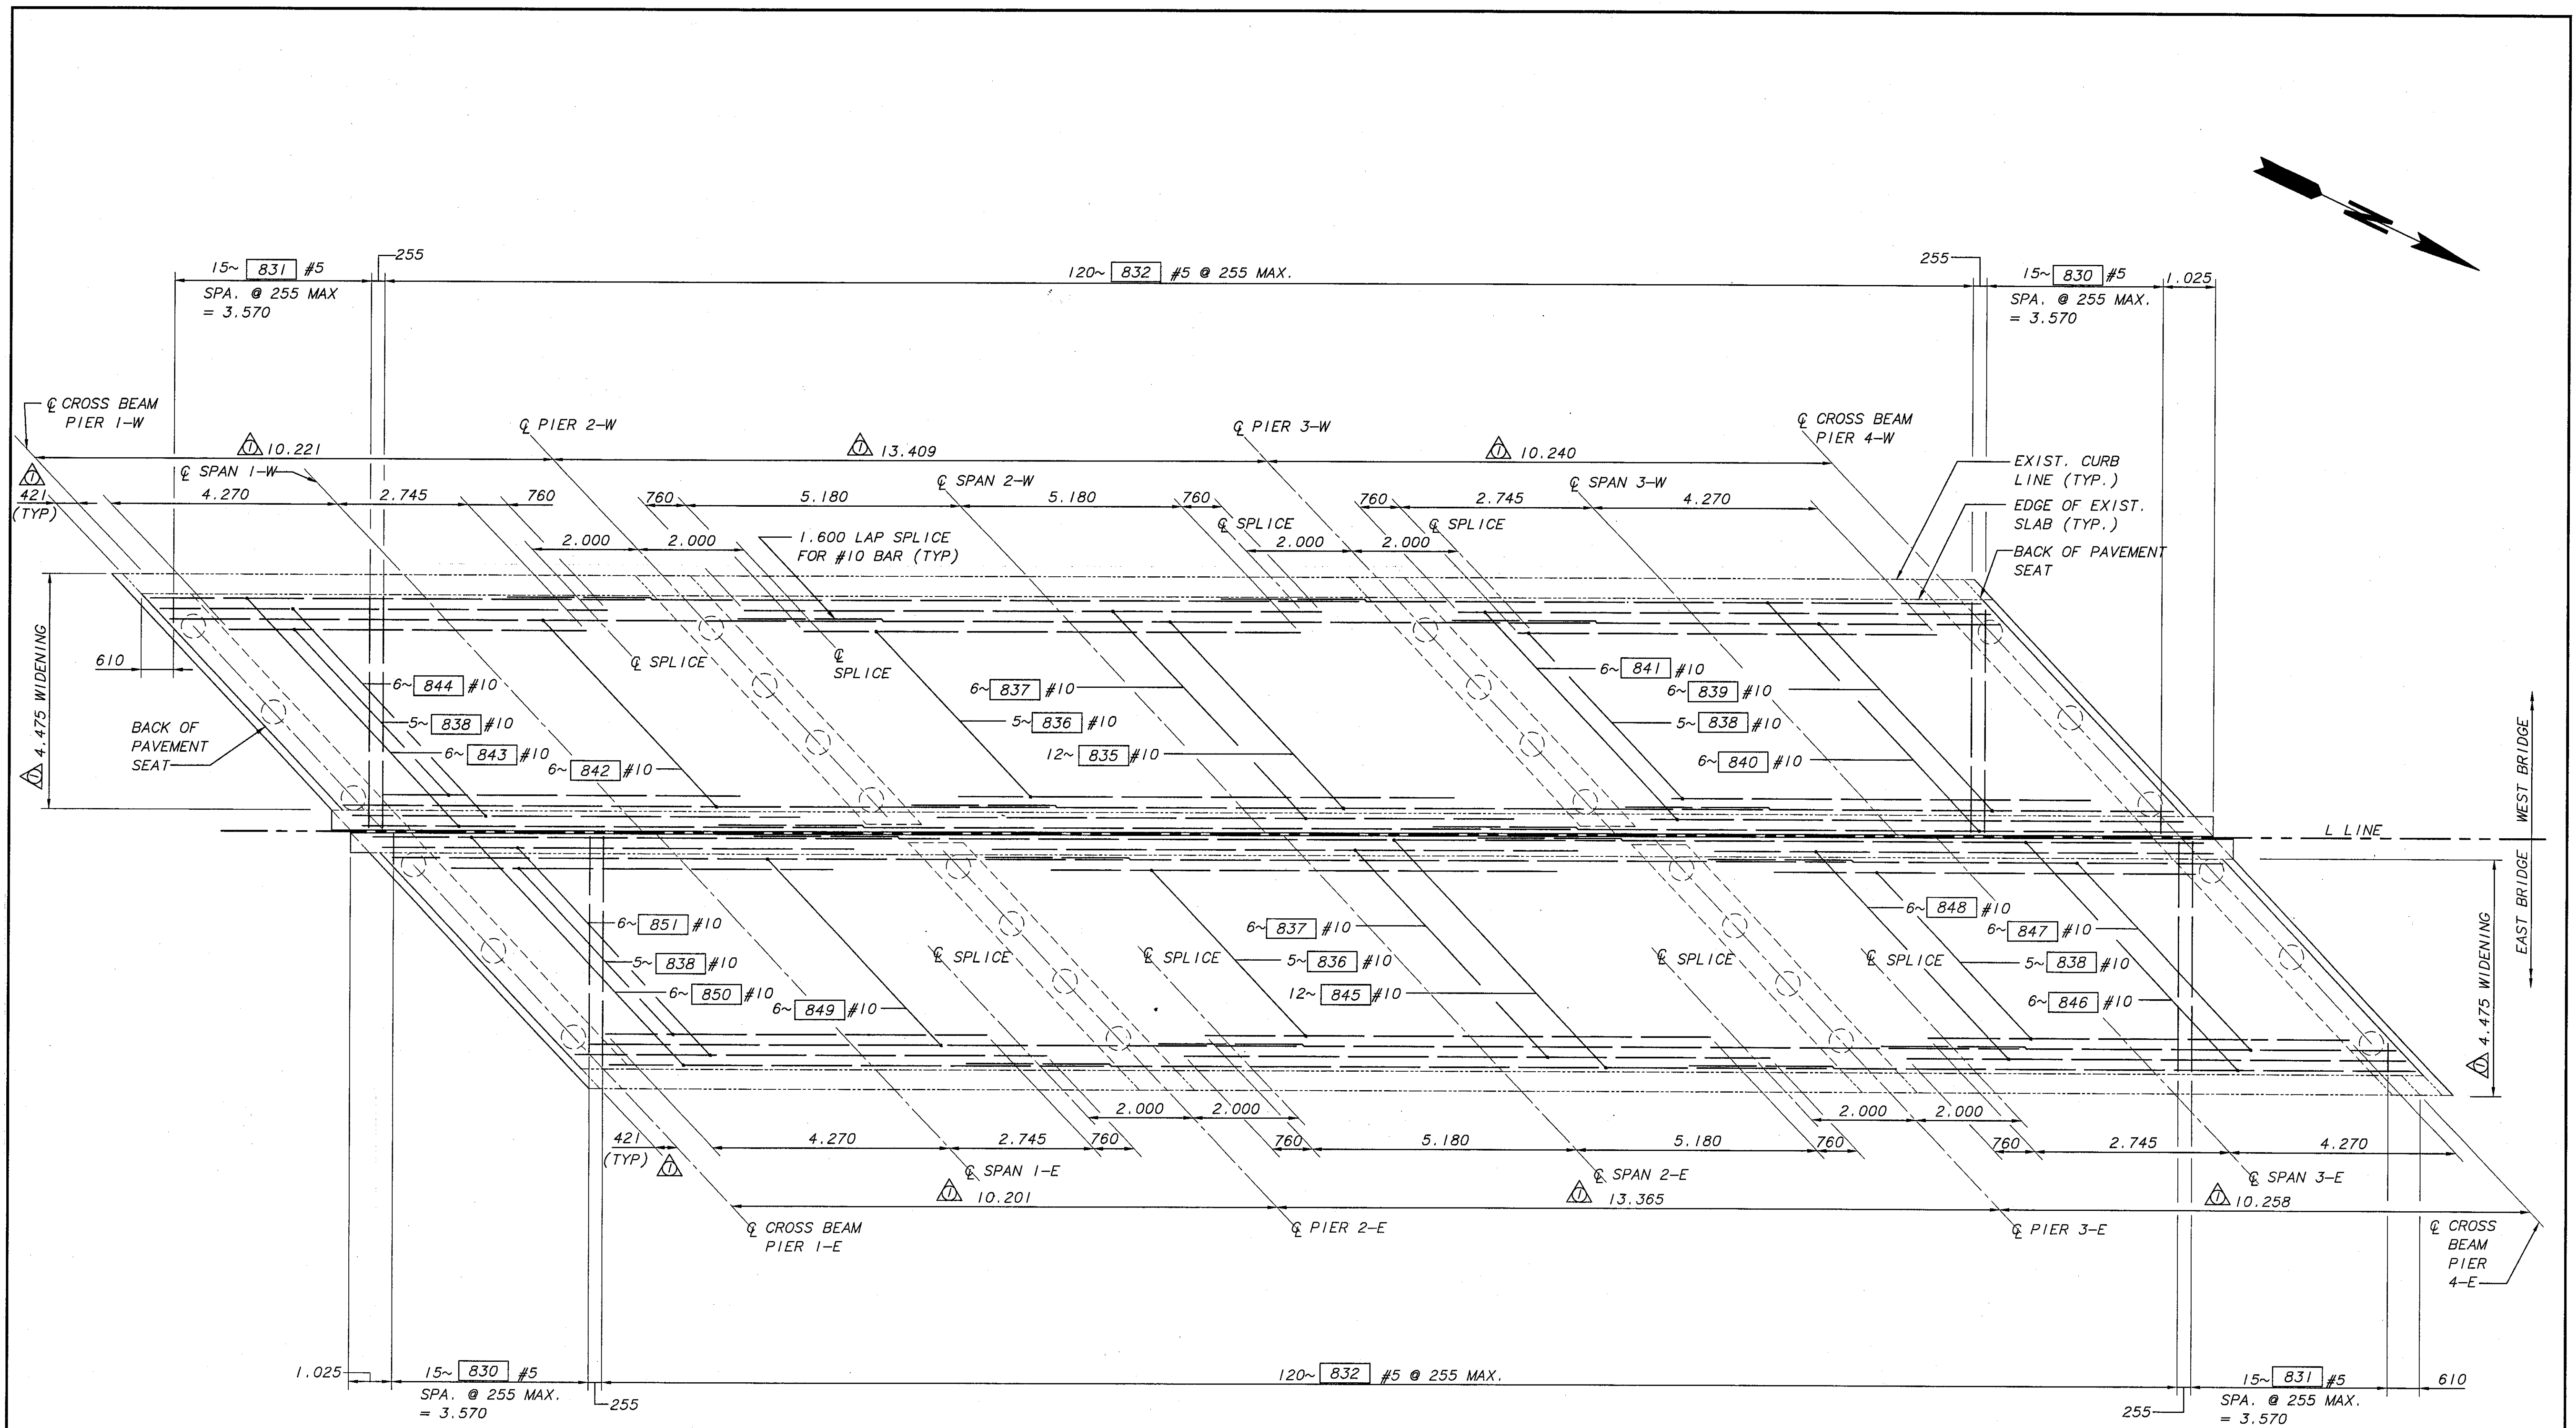 255
15~ 831 #5
SPA. @ 255 MAX
= 3.570
120~ 832 #5 @ 255 MAX.
255
15~ 830 #5
1.025
SPA. @ 255 MAX.
= 3.570
N
℄ CROSS BEAM
PIER 1-W
℄ PIER 2-W
℄ PIER 3-W
℄ CROSS BEAM
PIER 4-W
1 10.221
1 13.409
1 10.240
℄ SPAN 1-W
℄ SPAN 2-W
℄ SPAN 3-W
1
421
(TYP)
4.270
2.745
760
760
5.180
5.180
760
760
2.745
4.270
EXIST. CURB
LINE (TYP.)
EDGE OF EXIST.
SLAB (TYP.)
BACK OF PAVEMENT
SEAT
℄ SPLICE
℄ SPLICE
2.000
2.000
1.600 LAP SPLICE
FOR #10 BAR (TYP)
2.000
2.000
1 4.475 WIDENING
610
BACK OF
PAVEMENT
SEAT
℄ SPLICE
℄
SPLICE
6~ 844 #10
5~ 838 #10
6~ 843 #10
6~ 842 #10
6~ 837 #10
5~ 836 #10
12~ 835 #10
6~ 841 #10
6~ 839 #10
5~ 838 #10
6~ 840 #10
WEST BRIDGE
L LINE
EAST BRIDGE
6~ 851 #10
5~ 838 #10
6~ 850 #10
6~ 849 #10
℄ SPLICE
℄ SPLICE
6~ 837 #10
5~ 836 #10
12~ 845 #10
℄ SPLICE
℄ SPLICE
6~ 848 #10
6~ 847 #10
5~ 838 #10
6~ 846 #10
1 4.475 WIDENING
2.000
2.000
2.000
2.000
421
(TYP)
1
4.270
2.745
760
760
5.180
5.180
760
760
2.745
4.270
℄ SPAN 1-E
℄ SPAN 2-E
℄ SPAN 3-E
1 10.201
1 13.365
1 10.258
℄ CROSS BEAM
PIER 1-E
℄ PIER 2-E
℄ PIER 3-E
℄ CROSS
BEAM
PIER
4-E
1.025
15~ 830 #5
SPA. @ 255 MAX.
= 3.570
255
120~ 832 #5 @ 255 MAX.
255
15~ 831 #5
SPA. @ 255 MAX.
= 3.570
610